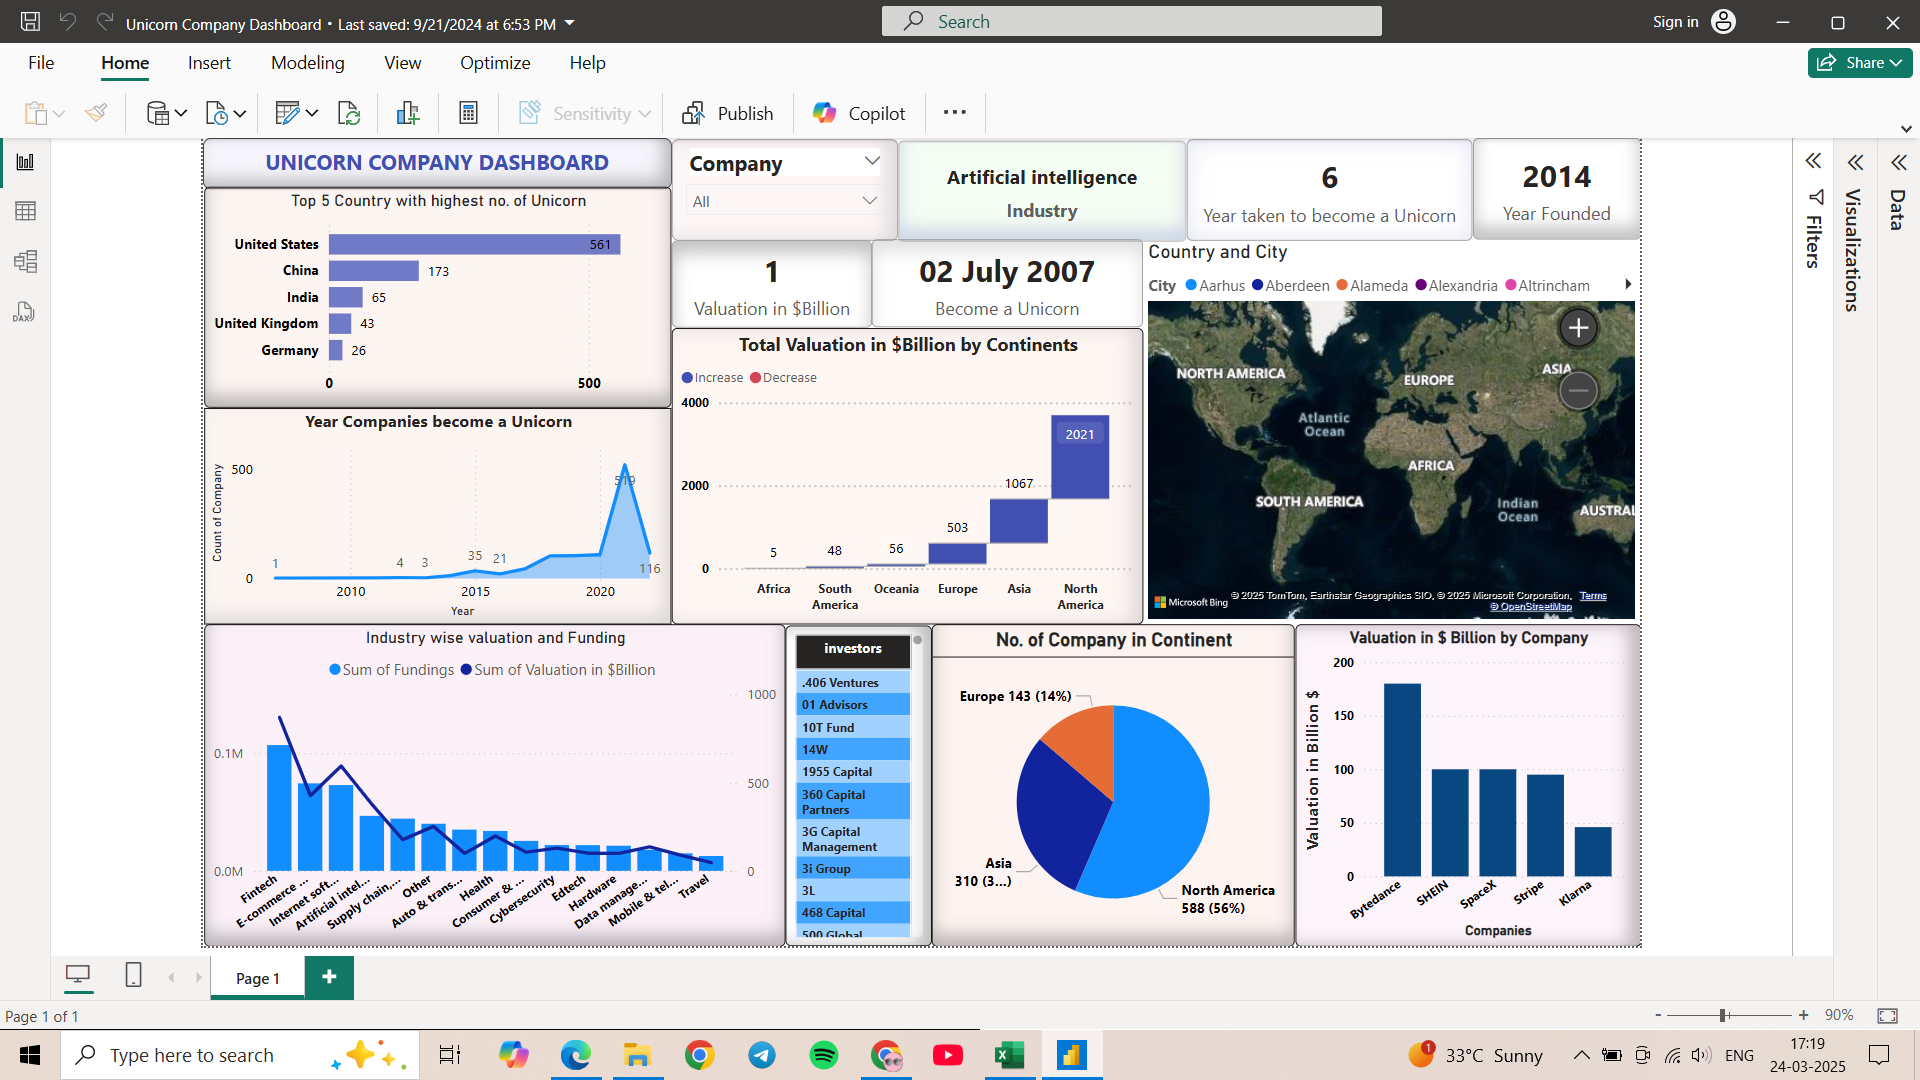 Unicorn Company Dashboard • Last saved: 9/21/2024 at 6:53 PM
Search
Sign in
File Home Insert Modeling View Optimize Help
Share
Sensitivity
Publish
Copilot
UNICORN COMPANY DASHBOARD
Company
All
Artificial intelligence
Industry
6
Year taken to become a Unicorn
2014
Year Founded
1
Valuation in $Billion
02 July 2007
Become a Unicorn
Top 5 Country with highest no. of Unicorn
United States 561
China 173
India 65
United Kingdom 43
Germany 26
0 500
Year Companies become a Unicorn
Count of Company
500
0
1 4 3 35 21 519 116
2010 2015 2020
Year
Total Valuation in $Billion by Continents
Increase Decrease
4000
2000
0
5 48 56 503 1067 2021
Africa South America Oceania Europe Asia North America
Country and City
City Aarhus Aberdeen Alameda Alexandria Altrincham
NORTH AMERICA
EUROPE
ASIA
Atlantic Ocean
AFRICA
SOUTH AMERICA
Indian Ocean
AUSTRAL
Microsoft Bing
© 2025 TomTom, Earthstar Geographics SIO, © 2025 Microsoft Corporation, Terms
© OpenStreetMap
Industry wise valuation and Funding
Sum of Fundings Sum of Valuation in $Billion
0.1M
0.0M
1000
500
0
Fintech
E-commerce ...
Internet soft...
Artificial intel...
Supply chain,...
Other
Auto & trans...
Health
Consumer & ...
Cybersecurity
Edtech
Hardware
Data manage...
Mobile & tel...
Travel
investors
.406 Ventures
01 Advisors
10T Fund
14W
1955 Capital
360 Capital
Partners
3G Capital
Management
3i Group
3L
468 Capital
500 Global
No. of Company in Continent
Europe 143 (14%)
Asia
310 (3...)
North America
588 (56%)
Valuation in $ Billion by Company
Valuation in Billion $
200
150
100
50
0
Bytedance
SHEIN
SpaceX
Stripe
Klarna
Companies
Filters
Visualizations
Data
DAX
Page 1
Page 1 of 1
90%
Type here to search
1
33°C Sunny
ENG
17:19
24-03-2025